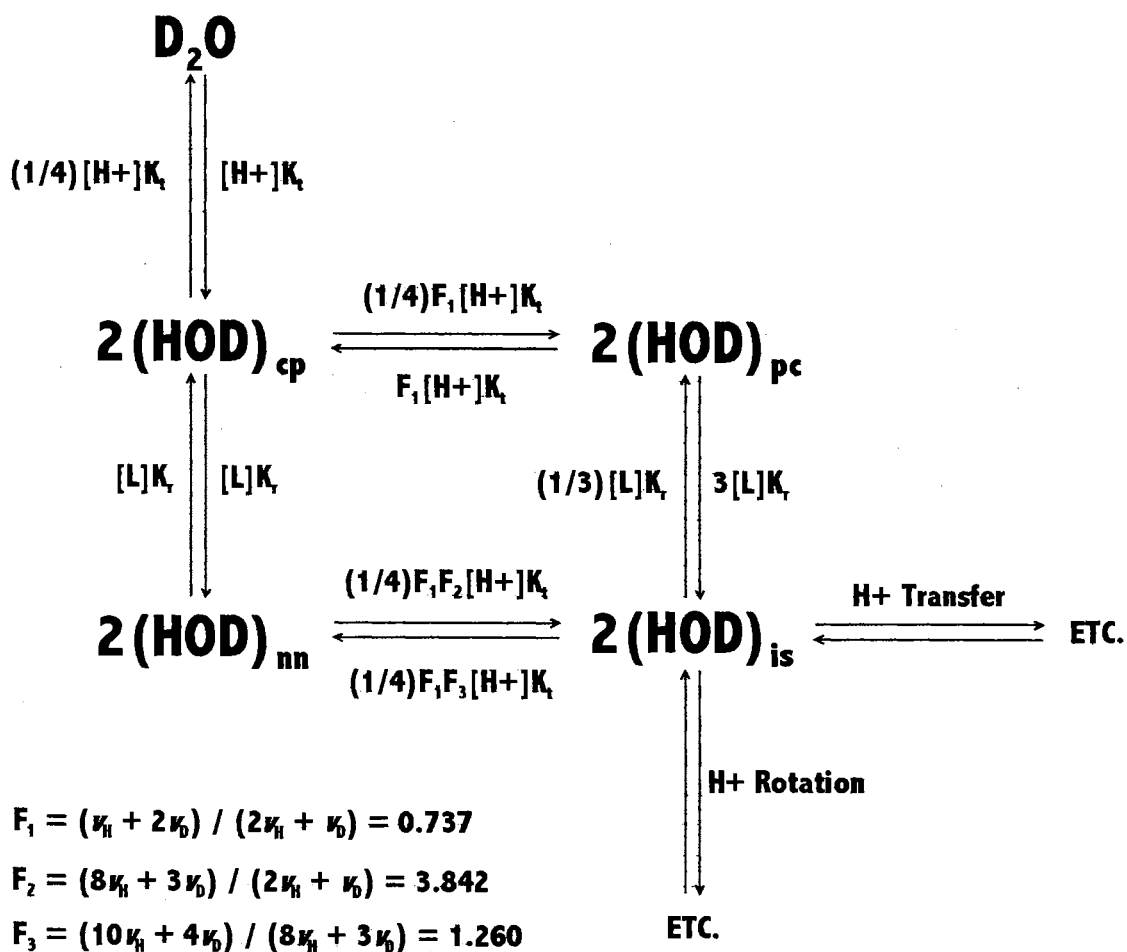 D₂O
(1/4)[H+]Kₜ [H+]Kₜ
(1/4)F₁[H+]Kₜ
2(HOD)cp 2(HOD)pc
F₁[H+]Kₜ
[L]Kᵣ [L]Kᵣ (1/3)[L]Kᵣ 3[L]Kᵣ
(1/4)F₁F₂[H+]Kₜ H+ Transfer
2(HOD)nn 2(HOD)is ETC.
(1/4)F₁F₃[H+]Kₜ
H+ Rotation
F₁ = (κH + 2κD) / (2κH + κD) = 0.737
F₂ = (8κH + 3κD) / (2κH + κD) = 3.842
F₃ = (10κH + 4κD) / (8κH + 3κD) = 1.260
ETC.